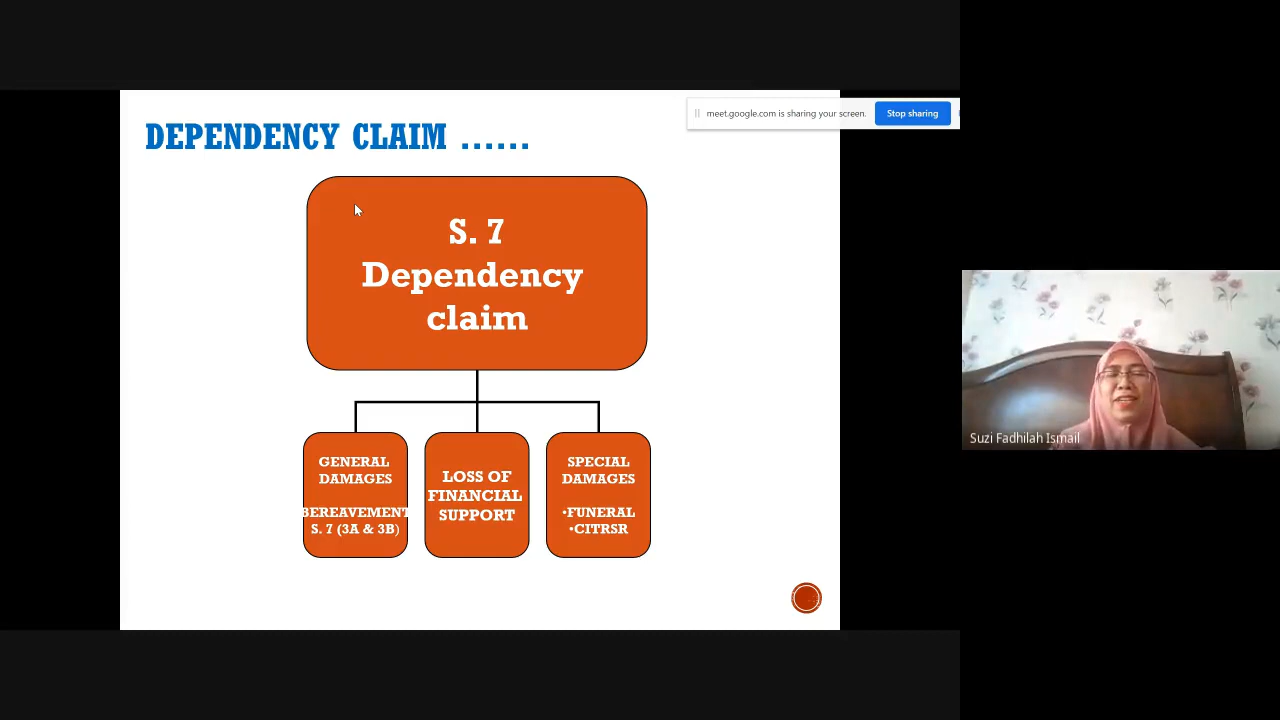 DEPENDENCY CLAIM ......
meet.google.com is sharing your screen.
Stop sharing
S. 7
Dependency
claim
GENERAL
DAMAGES
BEREAVEMENT
S. 7 (3A & 3B)
LOSS OF
FINANCIAL
SUPPORT
SPECIAL
DAMAGES
•FUNERAL
•CITRSR
Suzi Fadhilah Ismail